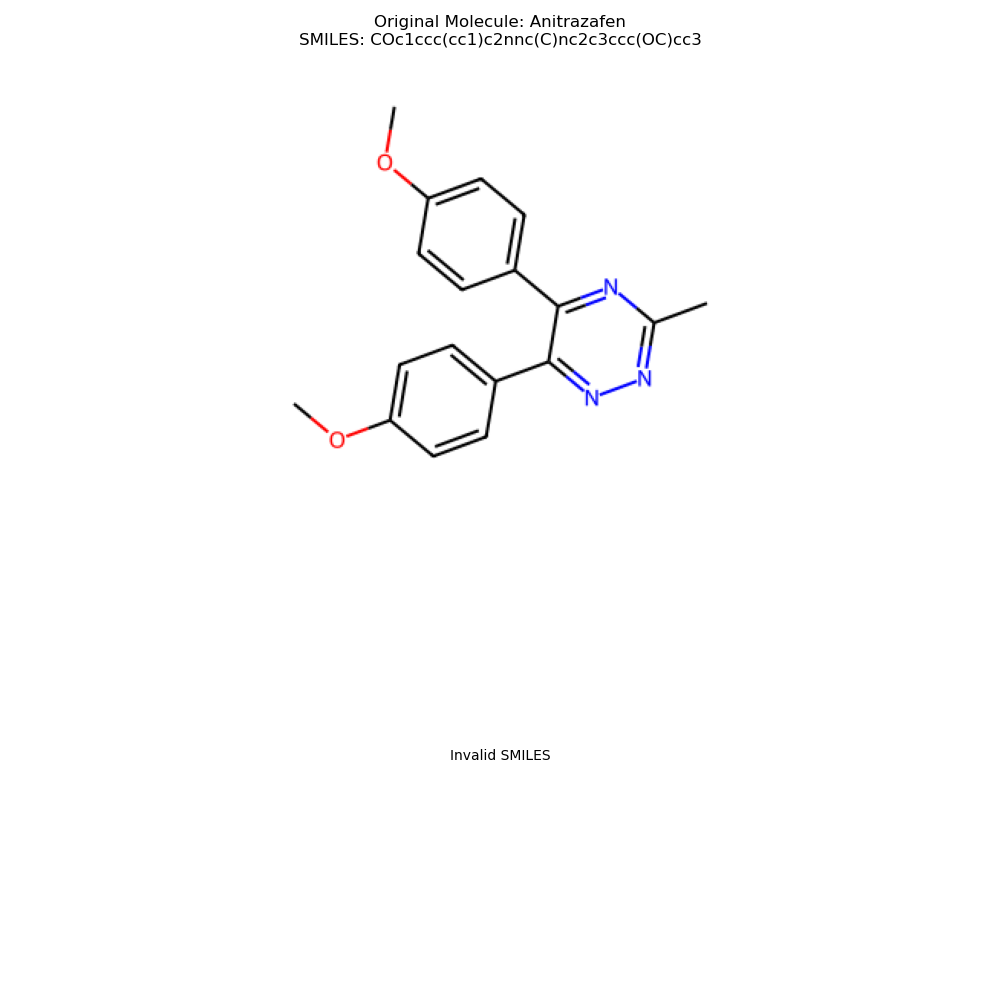 Original Molecule: Anitrazafen
SMILES: COc1ccc(cc1)c2nnc(C)nc2c3ccc(OC)cc3
O
N
N
N
O
Invalid SMILES